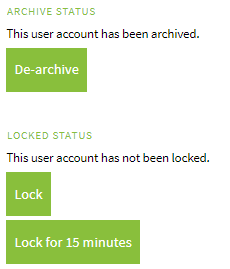 ARCHIVE STATUS
This user account has been archived.
De-archive
LOCKED STATUS
This user account has not been locked.
Lock
Lock for 15 minutes